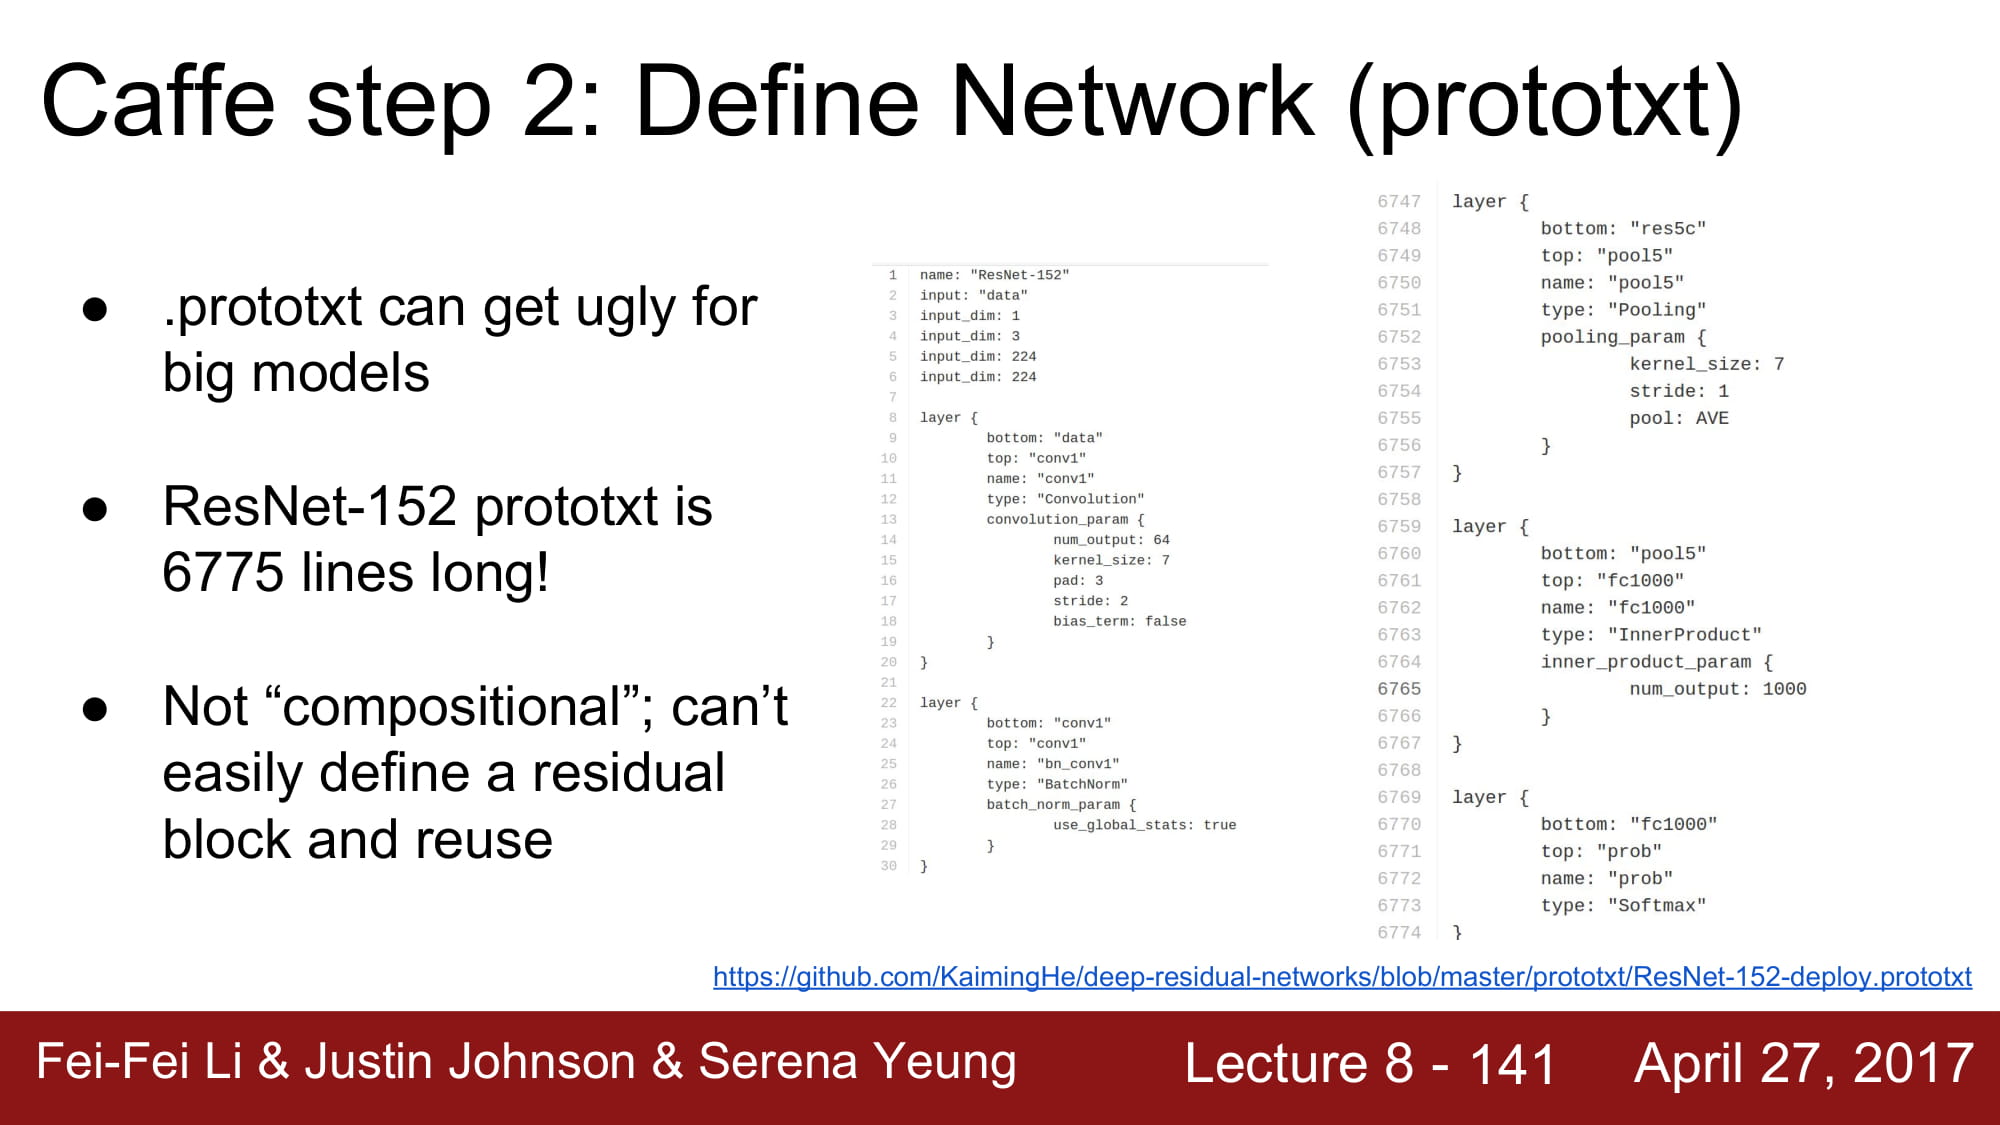 Caffe step 2: Define Network (prototxt)
● .prototxt can get ugly for
big models
● ResNet-152 prototxt is
6775 lines long!
● Not “compositional”; can’t
easily define a residual
block and reuse
1 name: "ResNet-152"
2 input: "data"
3 input_dim: 1
4 input_dim: 3
5 input_dim: 224
6 input_dim: 224
7
8 layer {
9 bottom: "data"
10 top: "conv1"
11 name: "conv1"
12 type: "Convolution"
13 convolution_param {
14 num_output: 64
15 kernel_size: 7
16 pad: 3
17 stride: 2
18 bias_term: false
19 }
20 }
21
22 layer {
23 bottom: "conv1"
24 top: "conv1"
25 name: "bn_conv1"
26 type: "BatchNorm"
27 batch_norm_param {
28 use_global_stats: true
29 }
30 }
6747 layer {
6748 bottom: "res5c"
6749 top: "pool5"
6750 name: "pool5"
6751 type: "Pooling"
6752 pooling_param {
6753 kernel_size: 7
6754 stride: 1
6755 pool: AVE
6756 }
6757 }
6758
6759 layer {
6760 bottom: "pool5"
6761 top: "fc1000"
6762 name: "fc1000"
6763 type: "InnerProduct"
6764 inner_product_param {
6765 num_output: 1000
6766 }
6767 }
6768
6769 layer {
6770 bottom: "fc1000"
6771 top: "prob"
6772 name: "prob"
6773 type: "Softmax"
6774 }
https://github.com/KaimingHe/deep-residual-networks/blob/master/prototxt/ResNet-152-deploy.prototxt
Fei-Fei Li & Justin Johnson & Serena Yeung Lecture 8 - 141 April 27, 2017